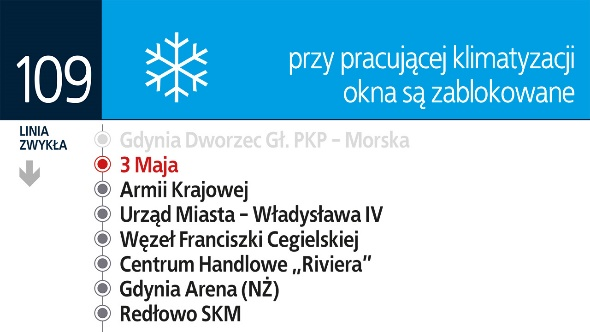 109
przy pracującej klimatyzacji
okna są zablokowane
LINIA
ZWYKŁA
Gdynia Dworzec Gł. PKP – Morska
3 Maja
Armii Krajowej
Urząd Miasta – Władysława IV
Węzeł Franciszki Cegielskiej
Centrum Handlowe „Riviera”
Gdynia Arena (NŻ)
Redłowo SKM